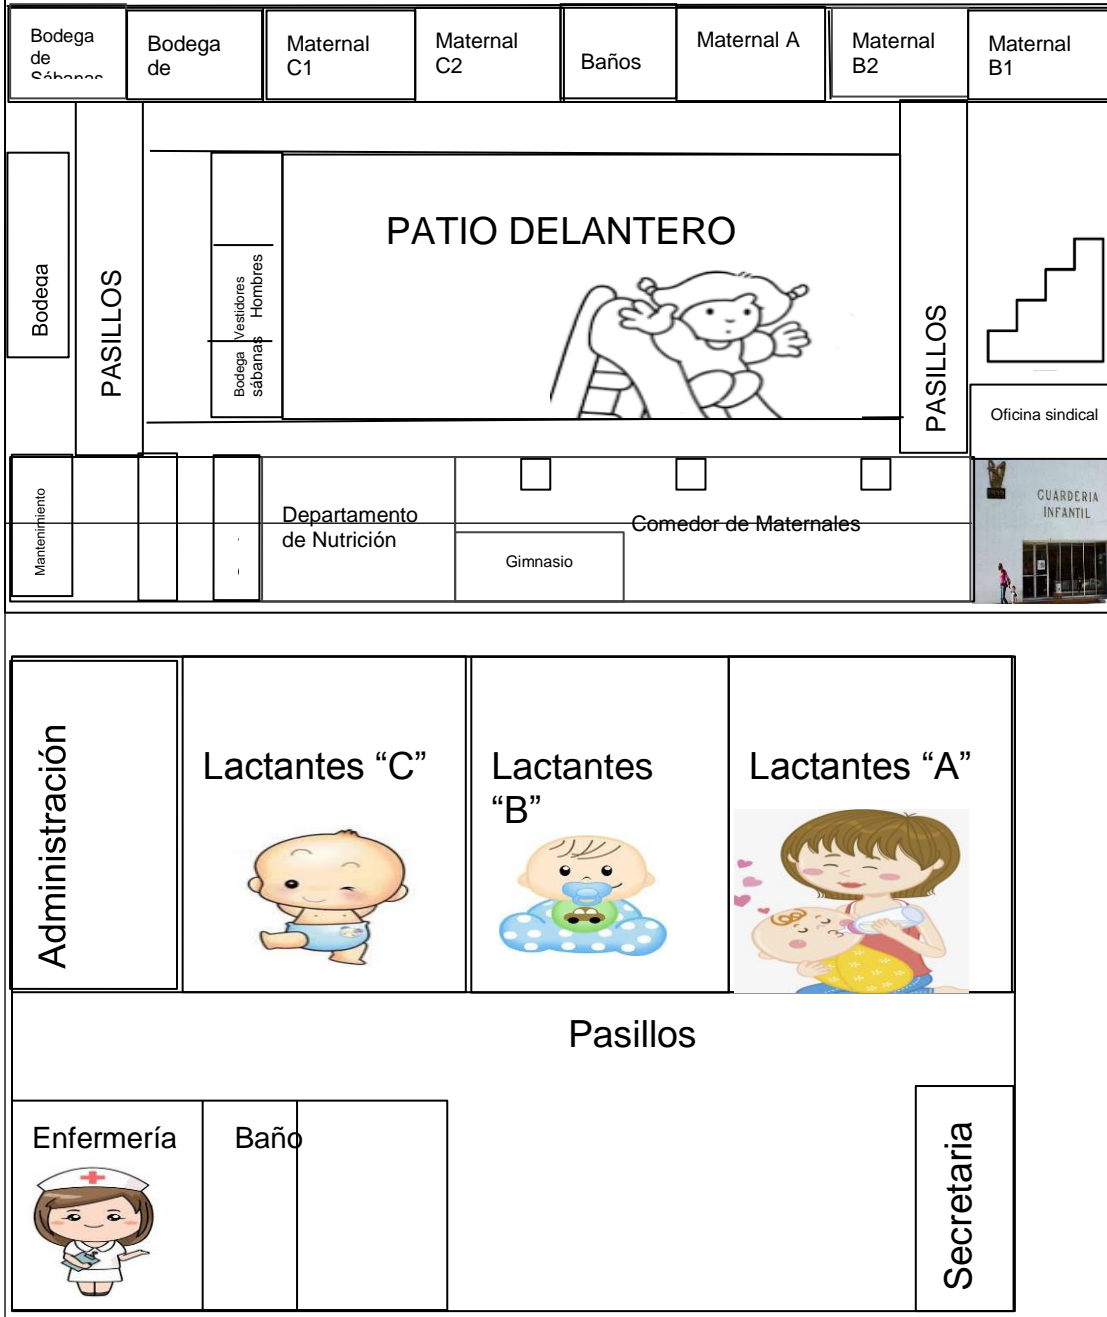 Bodega
de
Sábanas
Bodega
de
Maternal
C1
Maternal
C2
Baños
Maternal A
Maternal
B2
Maternal
B1
Bodega
PASILLOS
Vestidores
Hombres
Bodega
sábanas
PATIO DELANTERO
PASILLOS
Oficina sindical
Mantenimiento
Departamento
de Nutrición
Gimnasio
Comedor de Maternales
GUARDERIA
INFANTIL
Administración
Lactantes “C”
Lactantes
“B”
Lactantes “A”
Pasillos
Enfermería
Baño
Secretaria